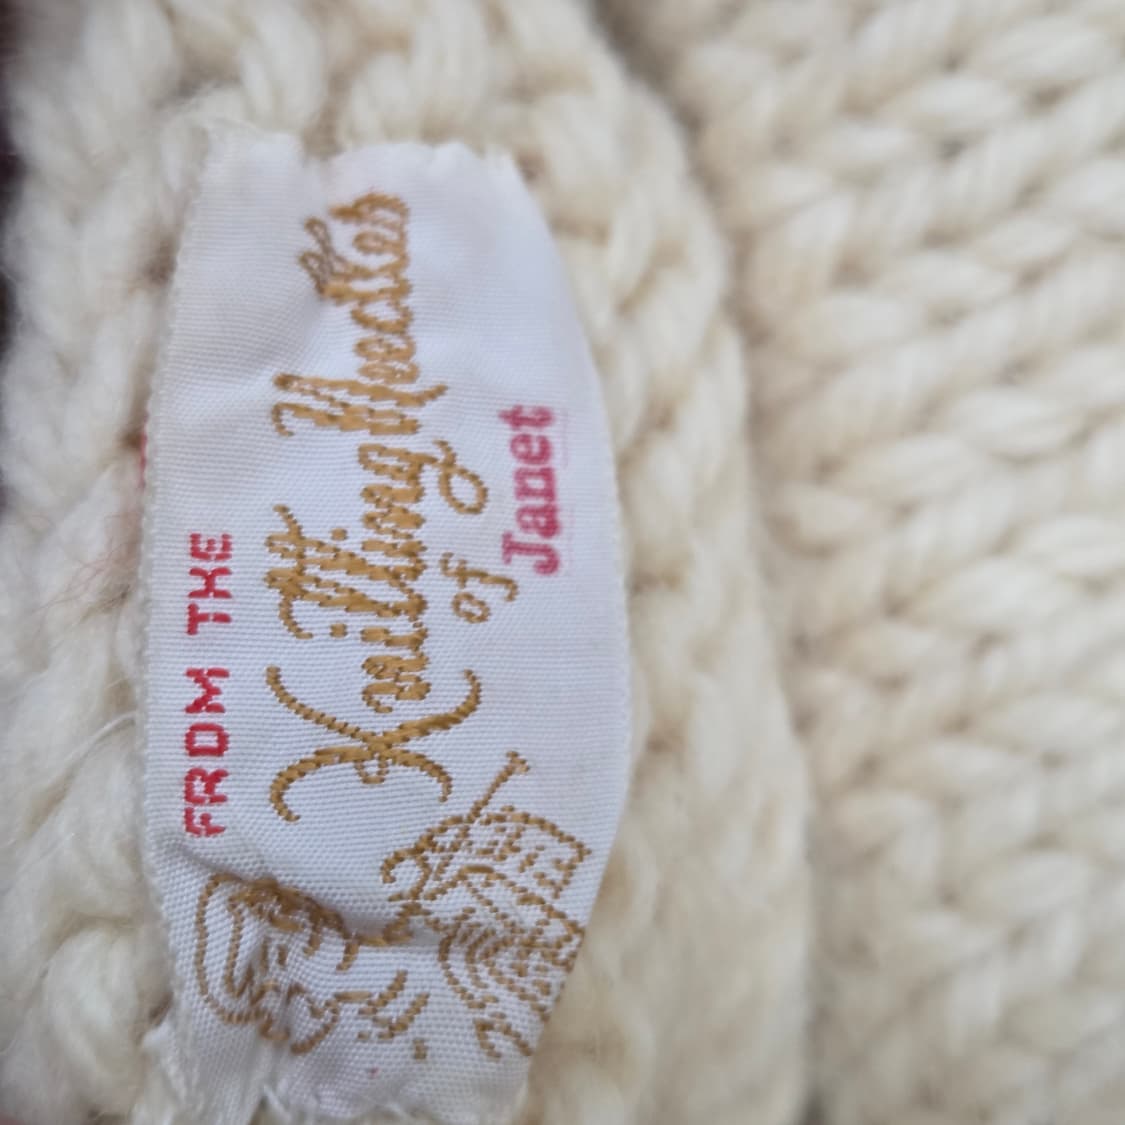 FROM THE
Knitting Needles
of
Janet